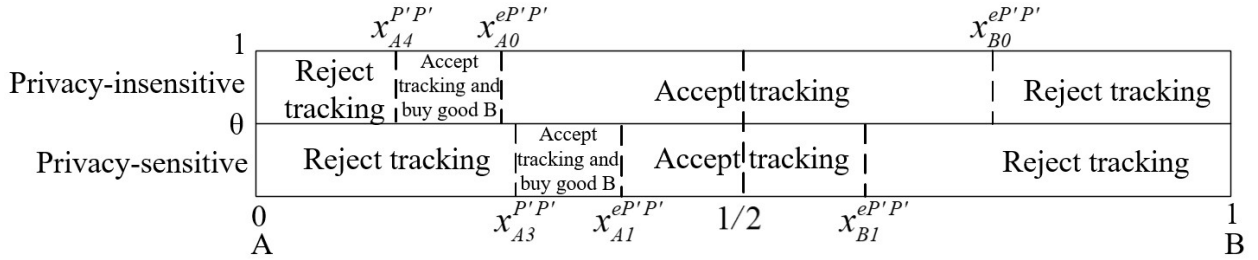 x_{A4}^{P'P'} x_{A0}^{eP'P'} x_{B0}^{eP'P'}
1
Privacy-insensitive
Reject
tracking
Accept
tracking and
buy good B
Accept tracking
Reject tracking
θ
Privacy-sensitive
Reject tracking
Accept
tracking and
buy good B
Accept tracking
Reject tracking
0 x_{A3}^{P'P'} x_{A1}^{eP'P'} 1/2 x_{B1}^{eP'P'} 1
A B